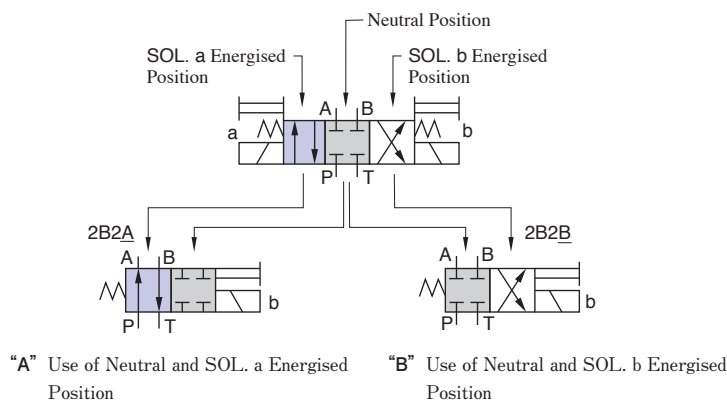 Neutral Position
SOL. a Energised
Position
SOL. b Energised
Position
A B
a
b
P T
2B2A
2B2B
A B
b
P T
A B
b
P T
"A" Use of Neutral and SOL. a Energised
Position
"B" Use of Neutral and SOL. b Energised
Position